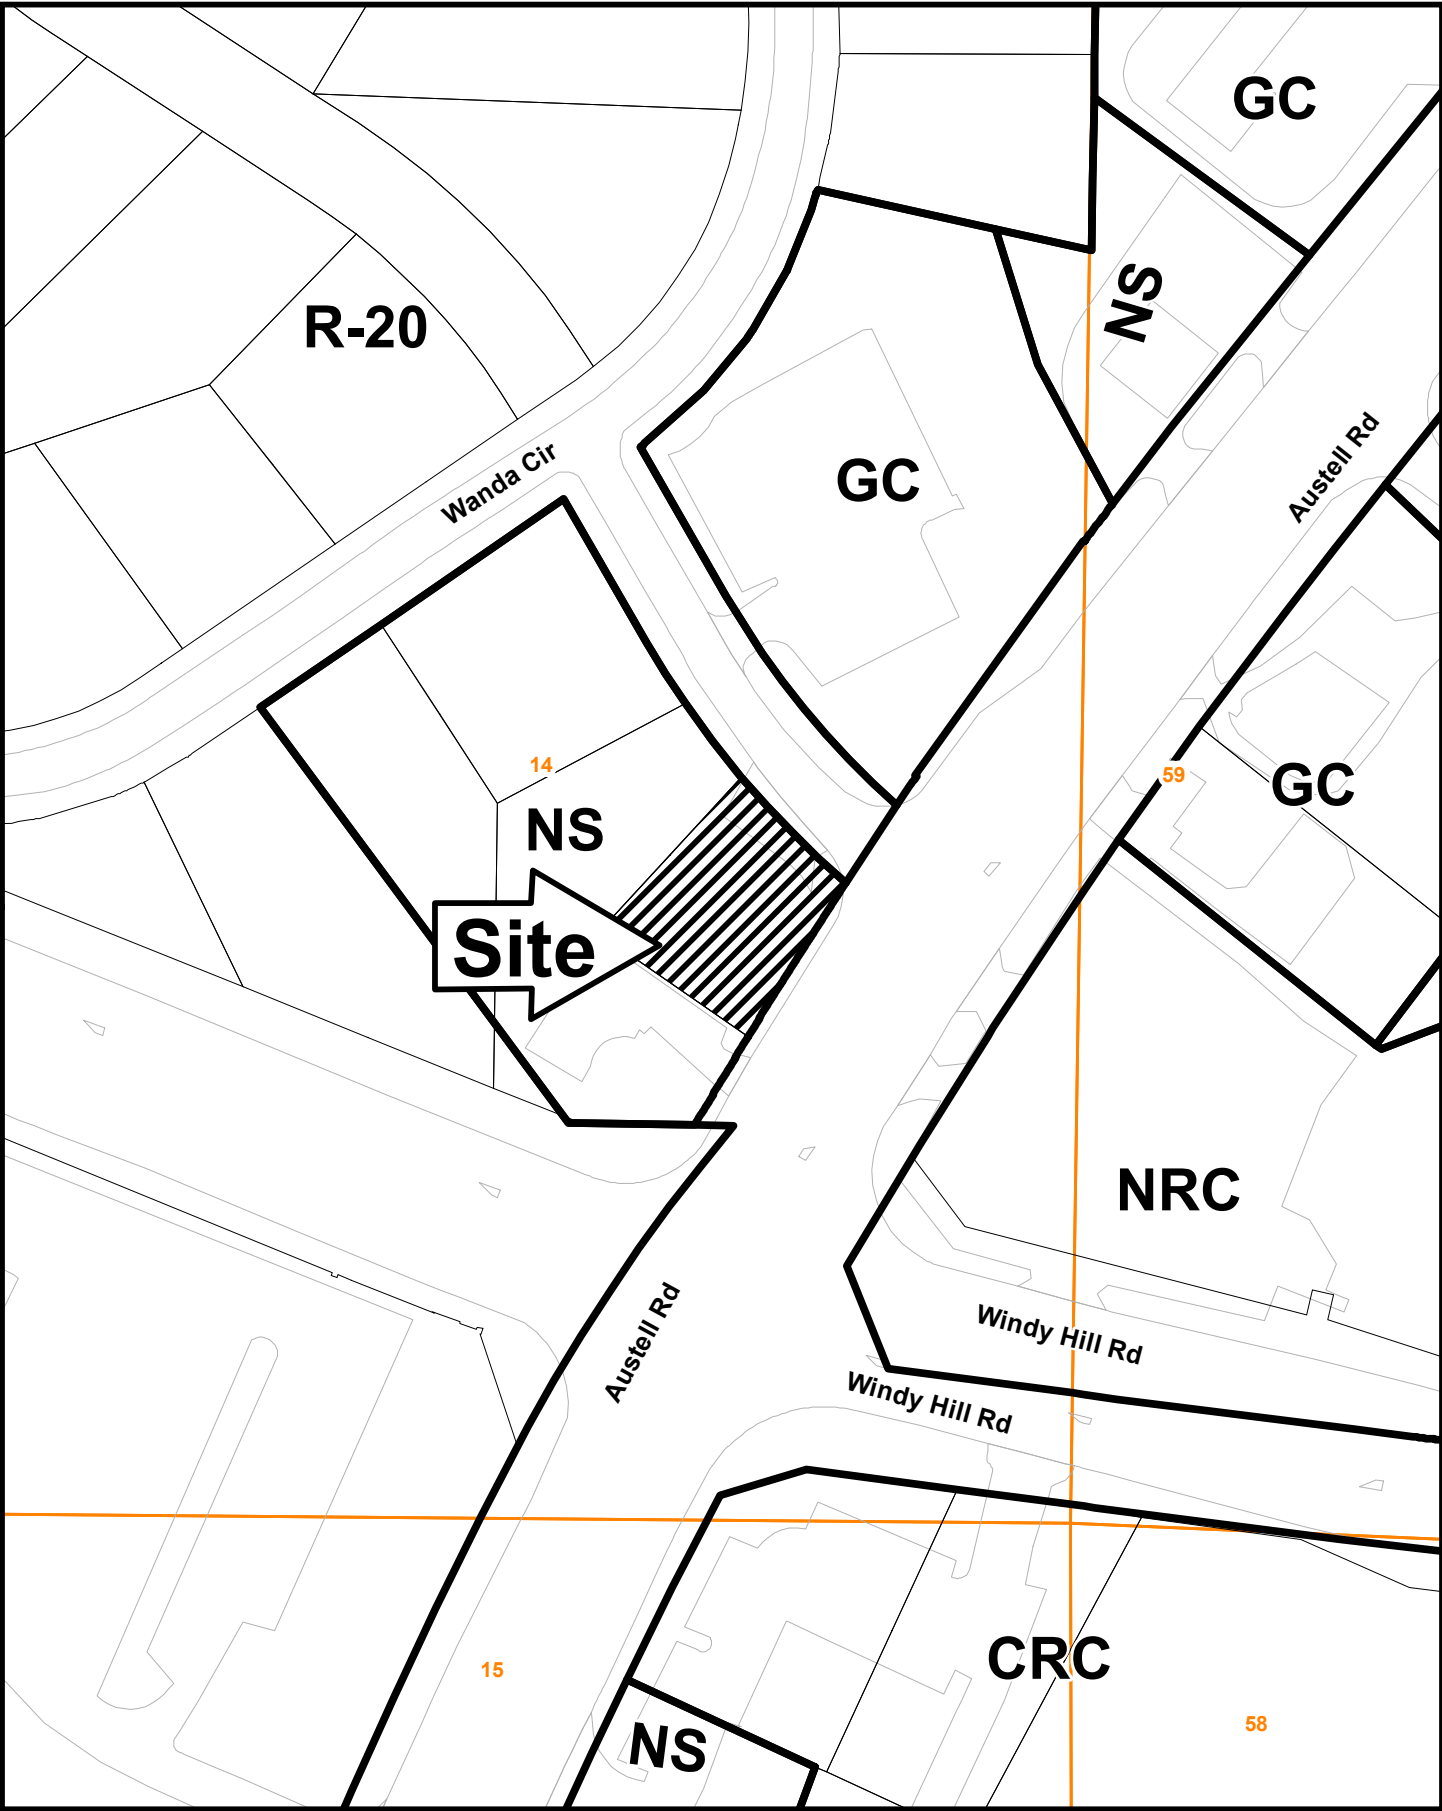 GC
NS
R-20
Austell Rd
Wanda Cir
GC
14
59
GC
NS
Site
NRC
Austell Rd
Windy Hill Rd
Windy Hill Rd
CRC
15
58
NS